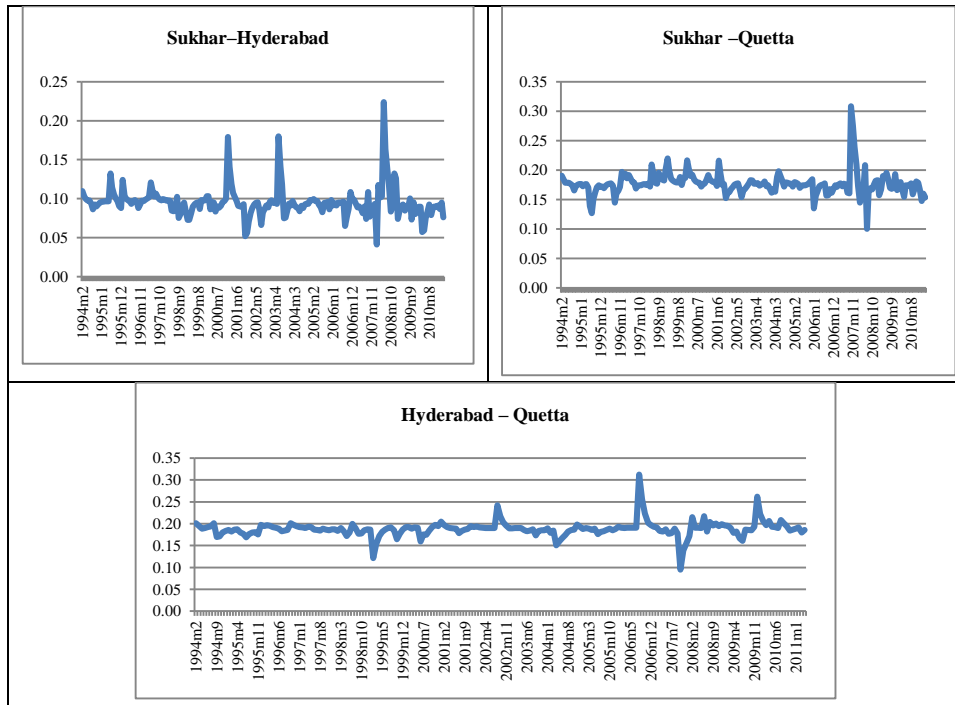 Sukhar–Hyderabad
0.25
0.20
0.15
0.10
0.05
0.00
1994m2
1995m1
1995m12
1996m11
1997m10
1998m9
1999m8
2000m7
2001m6
2002m5
2003m4
2004m3
2005m2
2006m1
2006m12
2007m11
2008m10
2009m9
2010m8
Sukhar –Quetta
0.35
0.30
0.25
0.20
0.15
0.10
0.05
0.00
1994m2
1995m1
1995m12
1996m11
1997m10
1998m9
1999m8
2000m7
2001m6
2002m5
2003m4
2004m3
2005m2
2006m1
2006m12
2007m11
2008m10
2009m9
2010m8
Hyderabad – Quetta
0.35
0.30
0.25
0.20
0.15
0.10
0.05
0.00
1994m2
1994m9
1995m4
1995m11
1996m6
1997m1
1997m8
1998m3
1998m10
1999m5
1999m12
2000m7
2001m2
2001m9
2002m4
2002m11
2003m6
2004m1
2004m8
2005m3
2005m10
2006m5
2006m12
2007m7
2008m2
2008m9
2009m4
2009m11
2010m6
2011m1